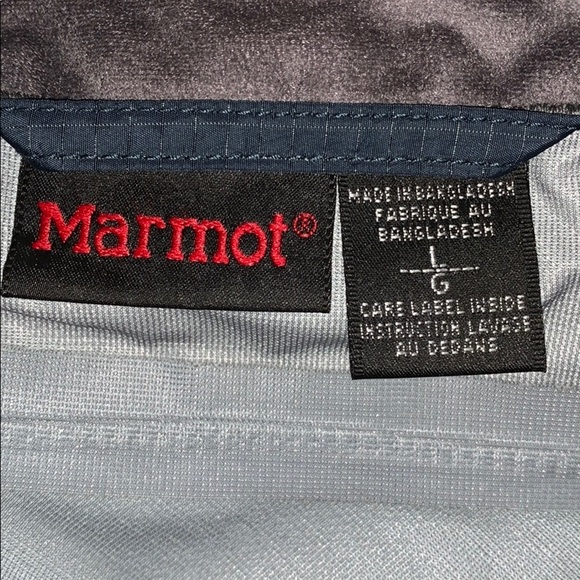 Marmot®
MADE IN BANGLADESH
FABRIQUE AU
BANGLADESH
L
G
CARE LABEL INSIDE
INSTRUCTION LAVAGE
AU DEDANS